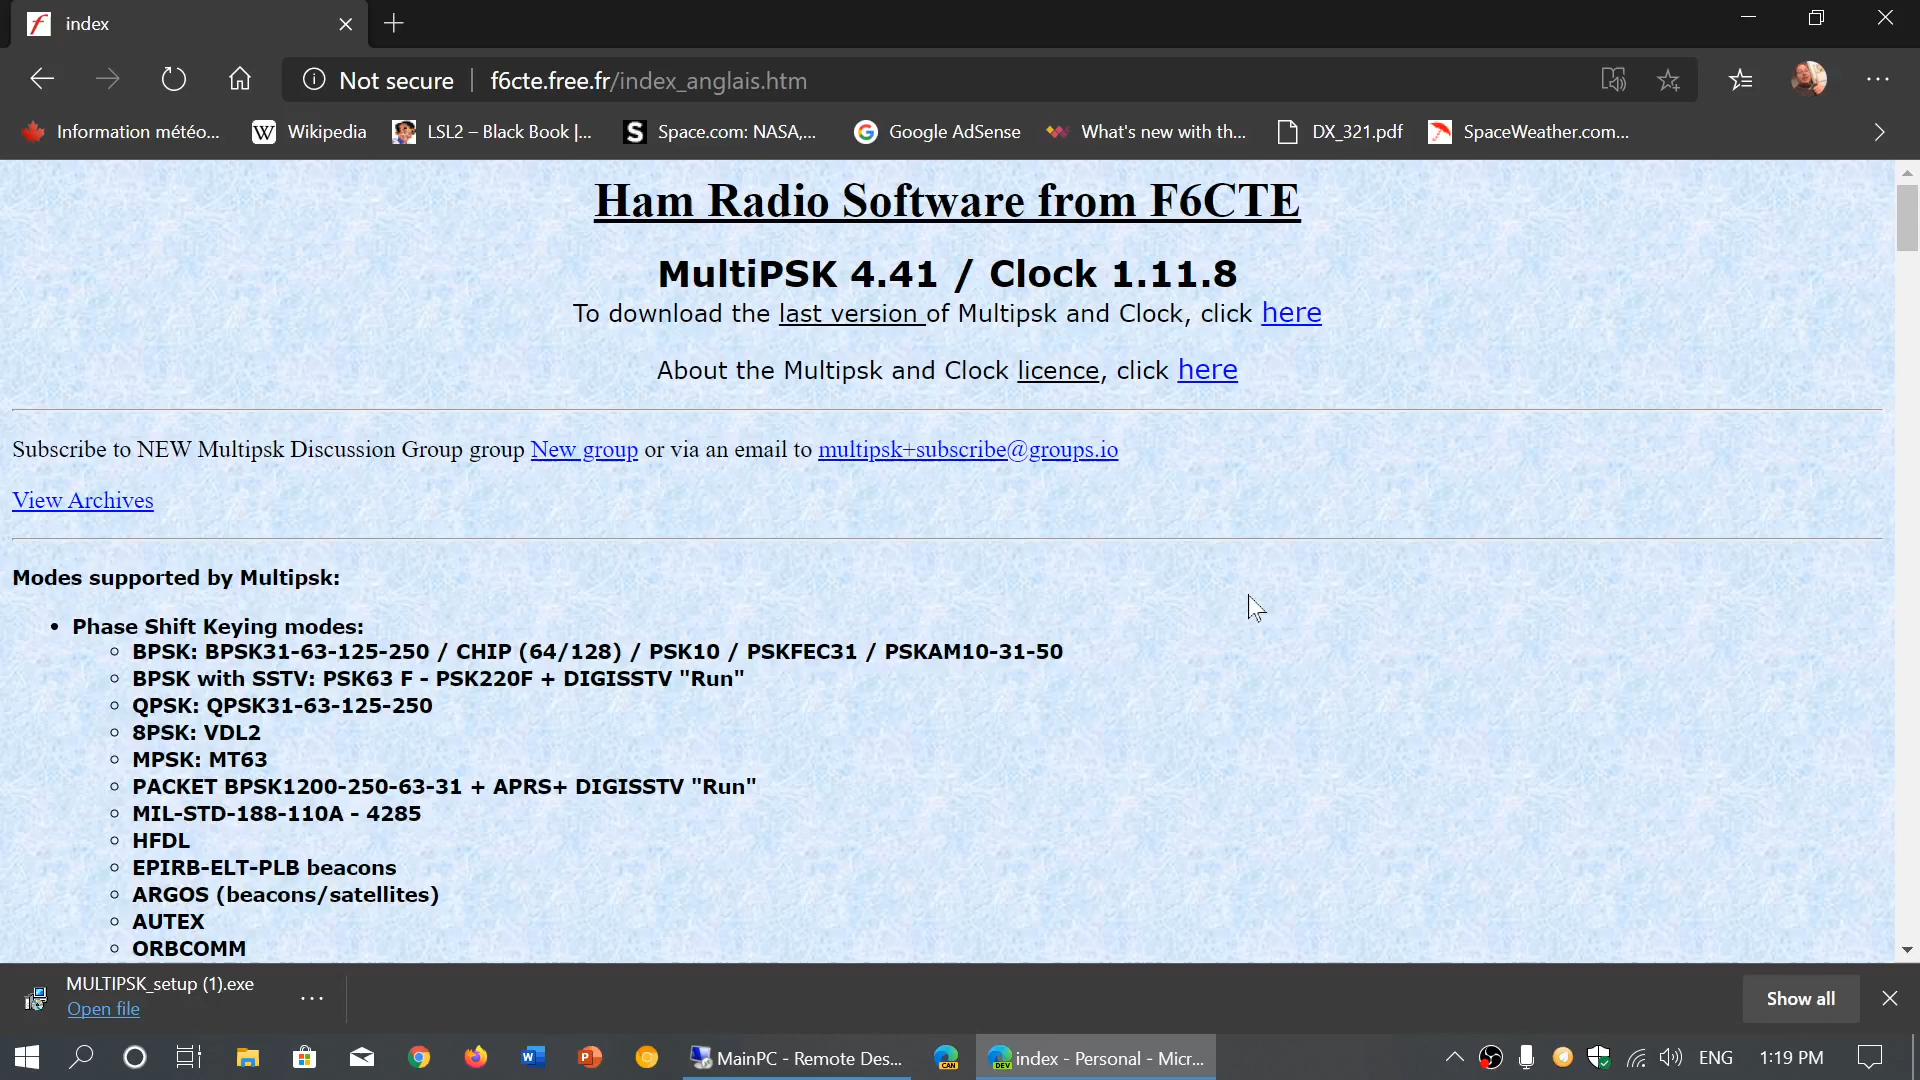 index
Not secure
f6cte.free.fr/index_anglais.htm
Information météo...
Wikipedia
LSL2 – Black Book |...
Space.com: NASA,...
Google AdSense
What's new with th...
DX_321.pdf
SpaceWeather.com...
Ham Radio Software from F6CTE
MultiPSK 4.41 / Clock 1.11.8
To download the last version of Multipsk and Clock, click here
About the Multipsk and Clock licence, click here
Subscribe to NEW Multipsk Discussion Group group New group or via an email to multipsk+subscribe@groups.io
View Archives
Modes supported by Multipsk:
Phase Shift Keying modes:
BPSK: BPSK31-63-125-250 / CHIP (64/128) / PSK10 / PSKFEC31 / PSKAM10-31-50
BPSK with SSTV: PSK63 F - PSK220F + DIGISSTV "Run"
QPSK: QPSK31-63-125-250
8PSK: VDL2
MPSK: MT63
PACKET BPSK1200-250-63-31 + APRS+ DIGISSTV "Run"
MIL-STD-188-110A - 4285
HFDL
EPIRB-ELT-PLB beacons
ARGOS (beacons/satellites)
AUTEX
ORBCOMM
MULTIPSK_setup (1).exe
Open file
Show all
MainPC - Remote Des...
CAN
DEV
index - Personal - Micr...
ENG
1:19 PM